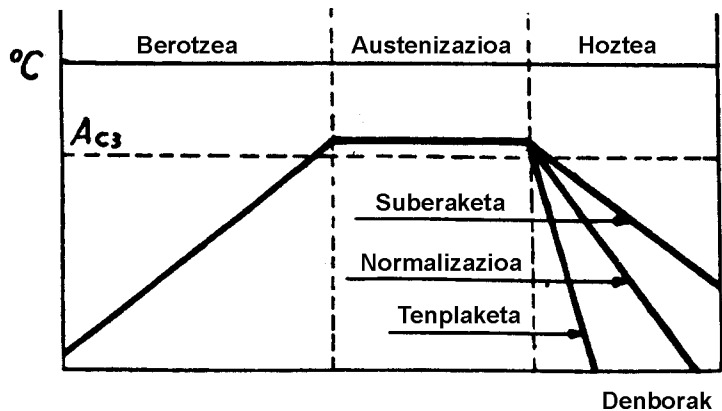 Berotzea
Austenizazioa
Hoztea
°C
Ac3
Suberaketa
Normalizazioa
Tenplaketa
Denborak